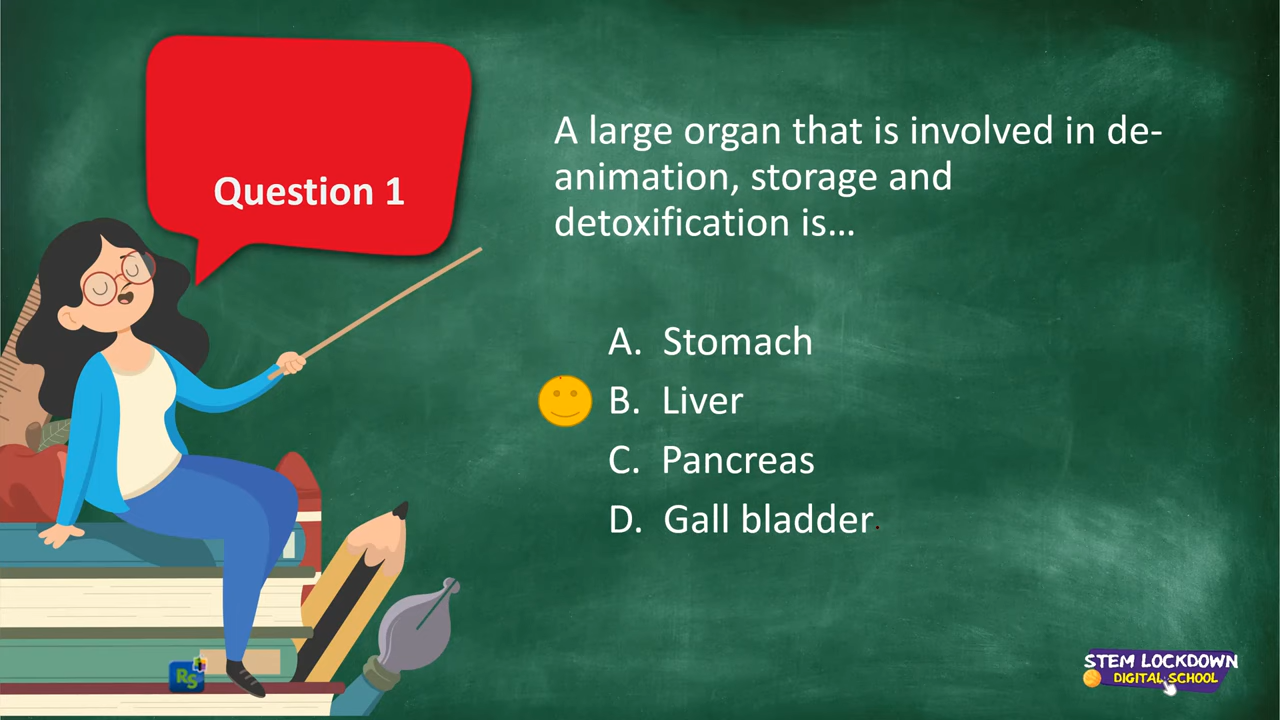 Question 1
A large organ that is involved in de-
animation, storage and
detoxification is…
A. Stomach
B. Liver
C. Pancreas
D. Gall bladder
RS
STEM LOCKDOWN
DIGITAL SCHOOL